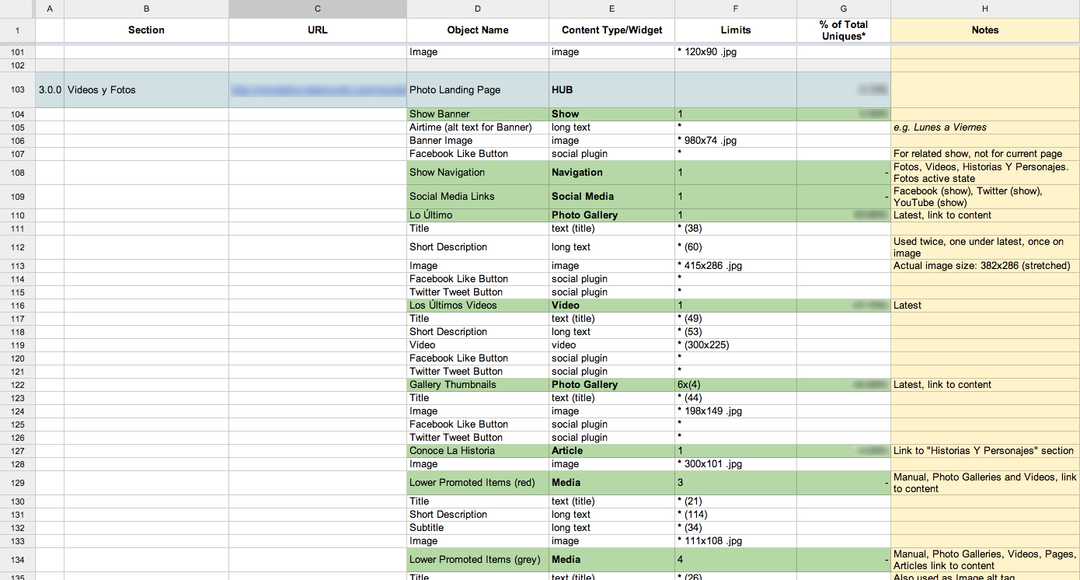 A B C D E F G H
1 Section URL Object Name Content Type/Widget Limits % of Total Uniques* Notes
101 Image image * 120x90 .jpg
102
103 3.0.0 Videos y Fotos Photo Landing Page HUB
104 Show Banner Show 1
105 Airtime (alt text for Banner) long text * e.g. Lunes a Viernes
106 Banner Image image * 980x74 .jpg
107 Facebook Like Button social plugin * For related show, not for current page
108 Show Navigation Navigation 1 - Fotos, Videos, Historias Y Personajes. Fotos active state
109 Social Media Links Social Media 1 - Facebook (show), Twitter (show), YouTube (show)
110 Lo Último Photo Gallery 1 Latest, link to content
111 Title text (title) * (38)
112 Short Description long text * (60) Used twice, one under latest, once on image
113 Image image * 415x286 .jpg Actual image size: 382x286 (stretched)
114 Facebook Like Button social plugin *
115 Twitter Tweet Button social plugin *
116 Los Últimos Videos Video 1 Latest
117 Title text (title) * (49)
118 Short Description long text * (53)
119 Video video * (300x225)
120 Facebook Like Button social plugin *
121 Twitter Tweet Button social plugin *
122 Gallery Thumbnails Photo Gallery 6x(4) Latest, link to content
123 Title text (title) * (44)
124 Image image * 198x149 .jpg
125 Facebook Like Button social plugin *
126 Twitter Tweet Button social plugin *
127 Conoce La Historia Article 1 Link to "Historias Y Personajes" section
128 Image image * 300x101 .jpg
129 Lower Promoted Items (red) Media 3 - Manual, Photo Galleries and Videos, link to content
130 Title text (title) * (21)
131 Short Description long text * (114)
132 Subtitle long text * (34)
133 Image image * 111x108 .jpg
134 Lower Promoted Items (grey) Media 4 - Manual, Photo Galleries, Videos, Pages, Articles link to content
135 Title text (title) * (26) Also used as Image alt tag